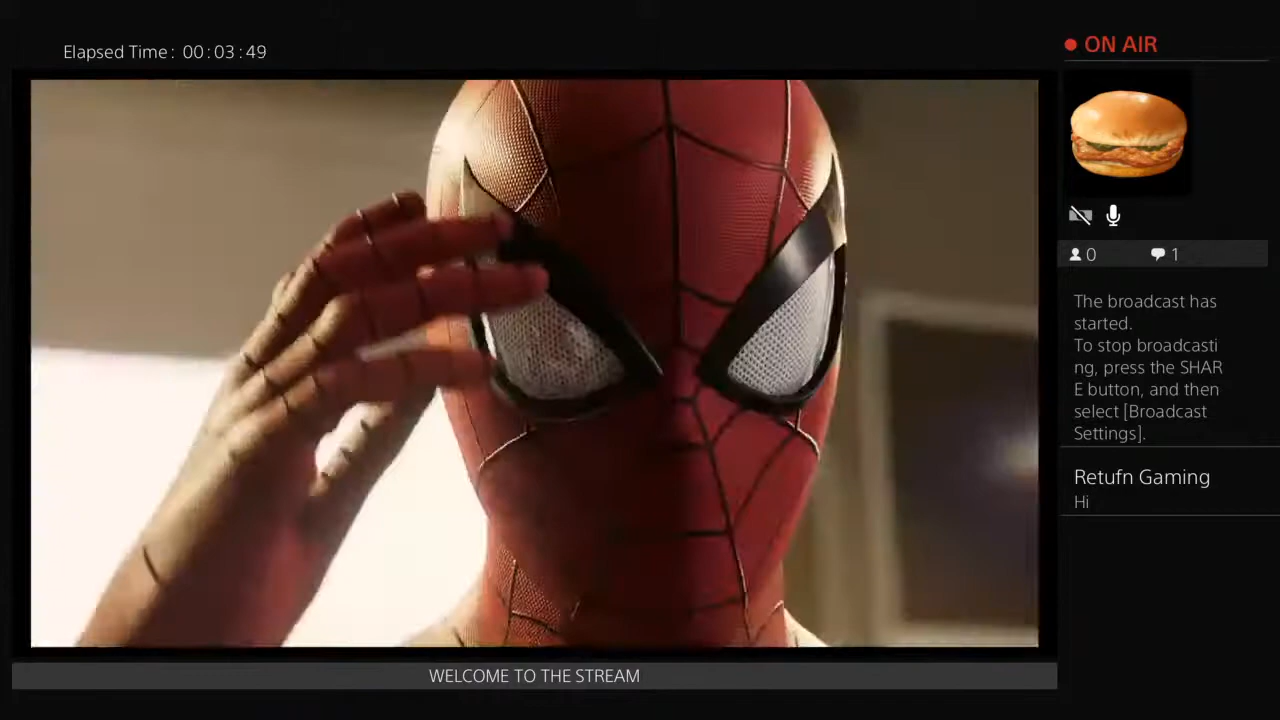 Elapsed Time: 00:03:49
ON AIR
0
1
The broadcast has
started.
To stop broadcasti
ng, press the SHAR
E button, and then
select [Broadcast
Settings].
Retufn Gaming
Hi
WELCOME TO THE STREAM